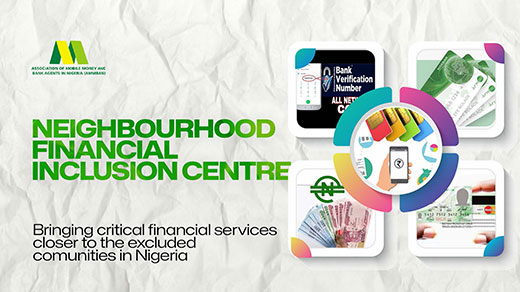 ASSOCIATION OF MOBILE MONEY AND
BANK AGENTS IN NIGERIA (AMMBAN)
NEIGHBOURHOOD
FINANCIAL
INCLUSION CENTRE
Bringing critical financial services
closer to the excluded
comunities in Nigeria
Bank
Verification
Number
ALL NET
CO